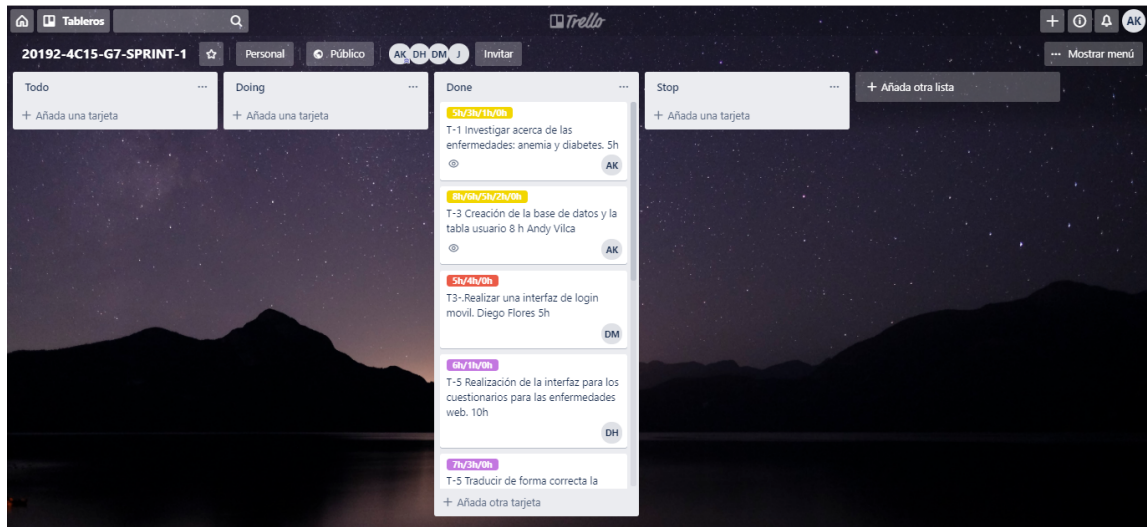 Tableros
Trello
AK
20192-4C15-G7-SPRINT-1
Personal
Público
AK DH DM J
Invitar
··· Mostrar menú
Todo
+ Añada una tarjeta
Doing
+ Añada una tarjeta
Done
5h/3h/1h/0h
T-1 Investigar acerca de las
enfermedades: anemia y diabetes. 5h
AK
8h/6h/5h/2h/0h
T-3 Creación de la base de datos y la
tabla usuario 8 h Andy Vilca
AK
5h/4h/0h
T3-.Realizar una interfaz de login
movil. Diego Flores 5h
DM
6h/1h/0h
T-5 Realización de la interfaz para los
cuestionarios para las enfermedades
web. 10h
DH
7h/3h/0h
T-5 Traducir de forma correcta la
+ Añada otra tarjeta
Stop
+ Añada una tarjeta
+ Añada otra lista